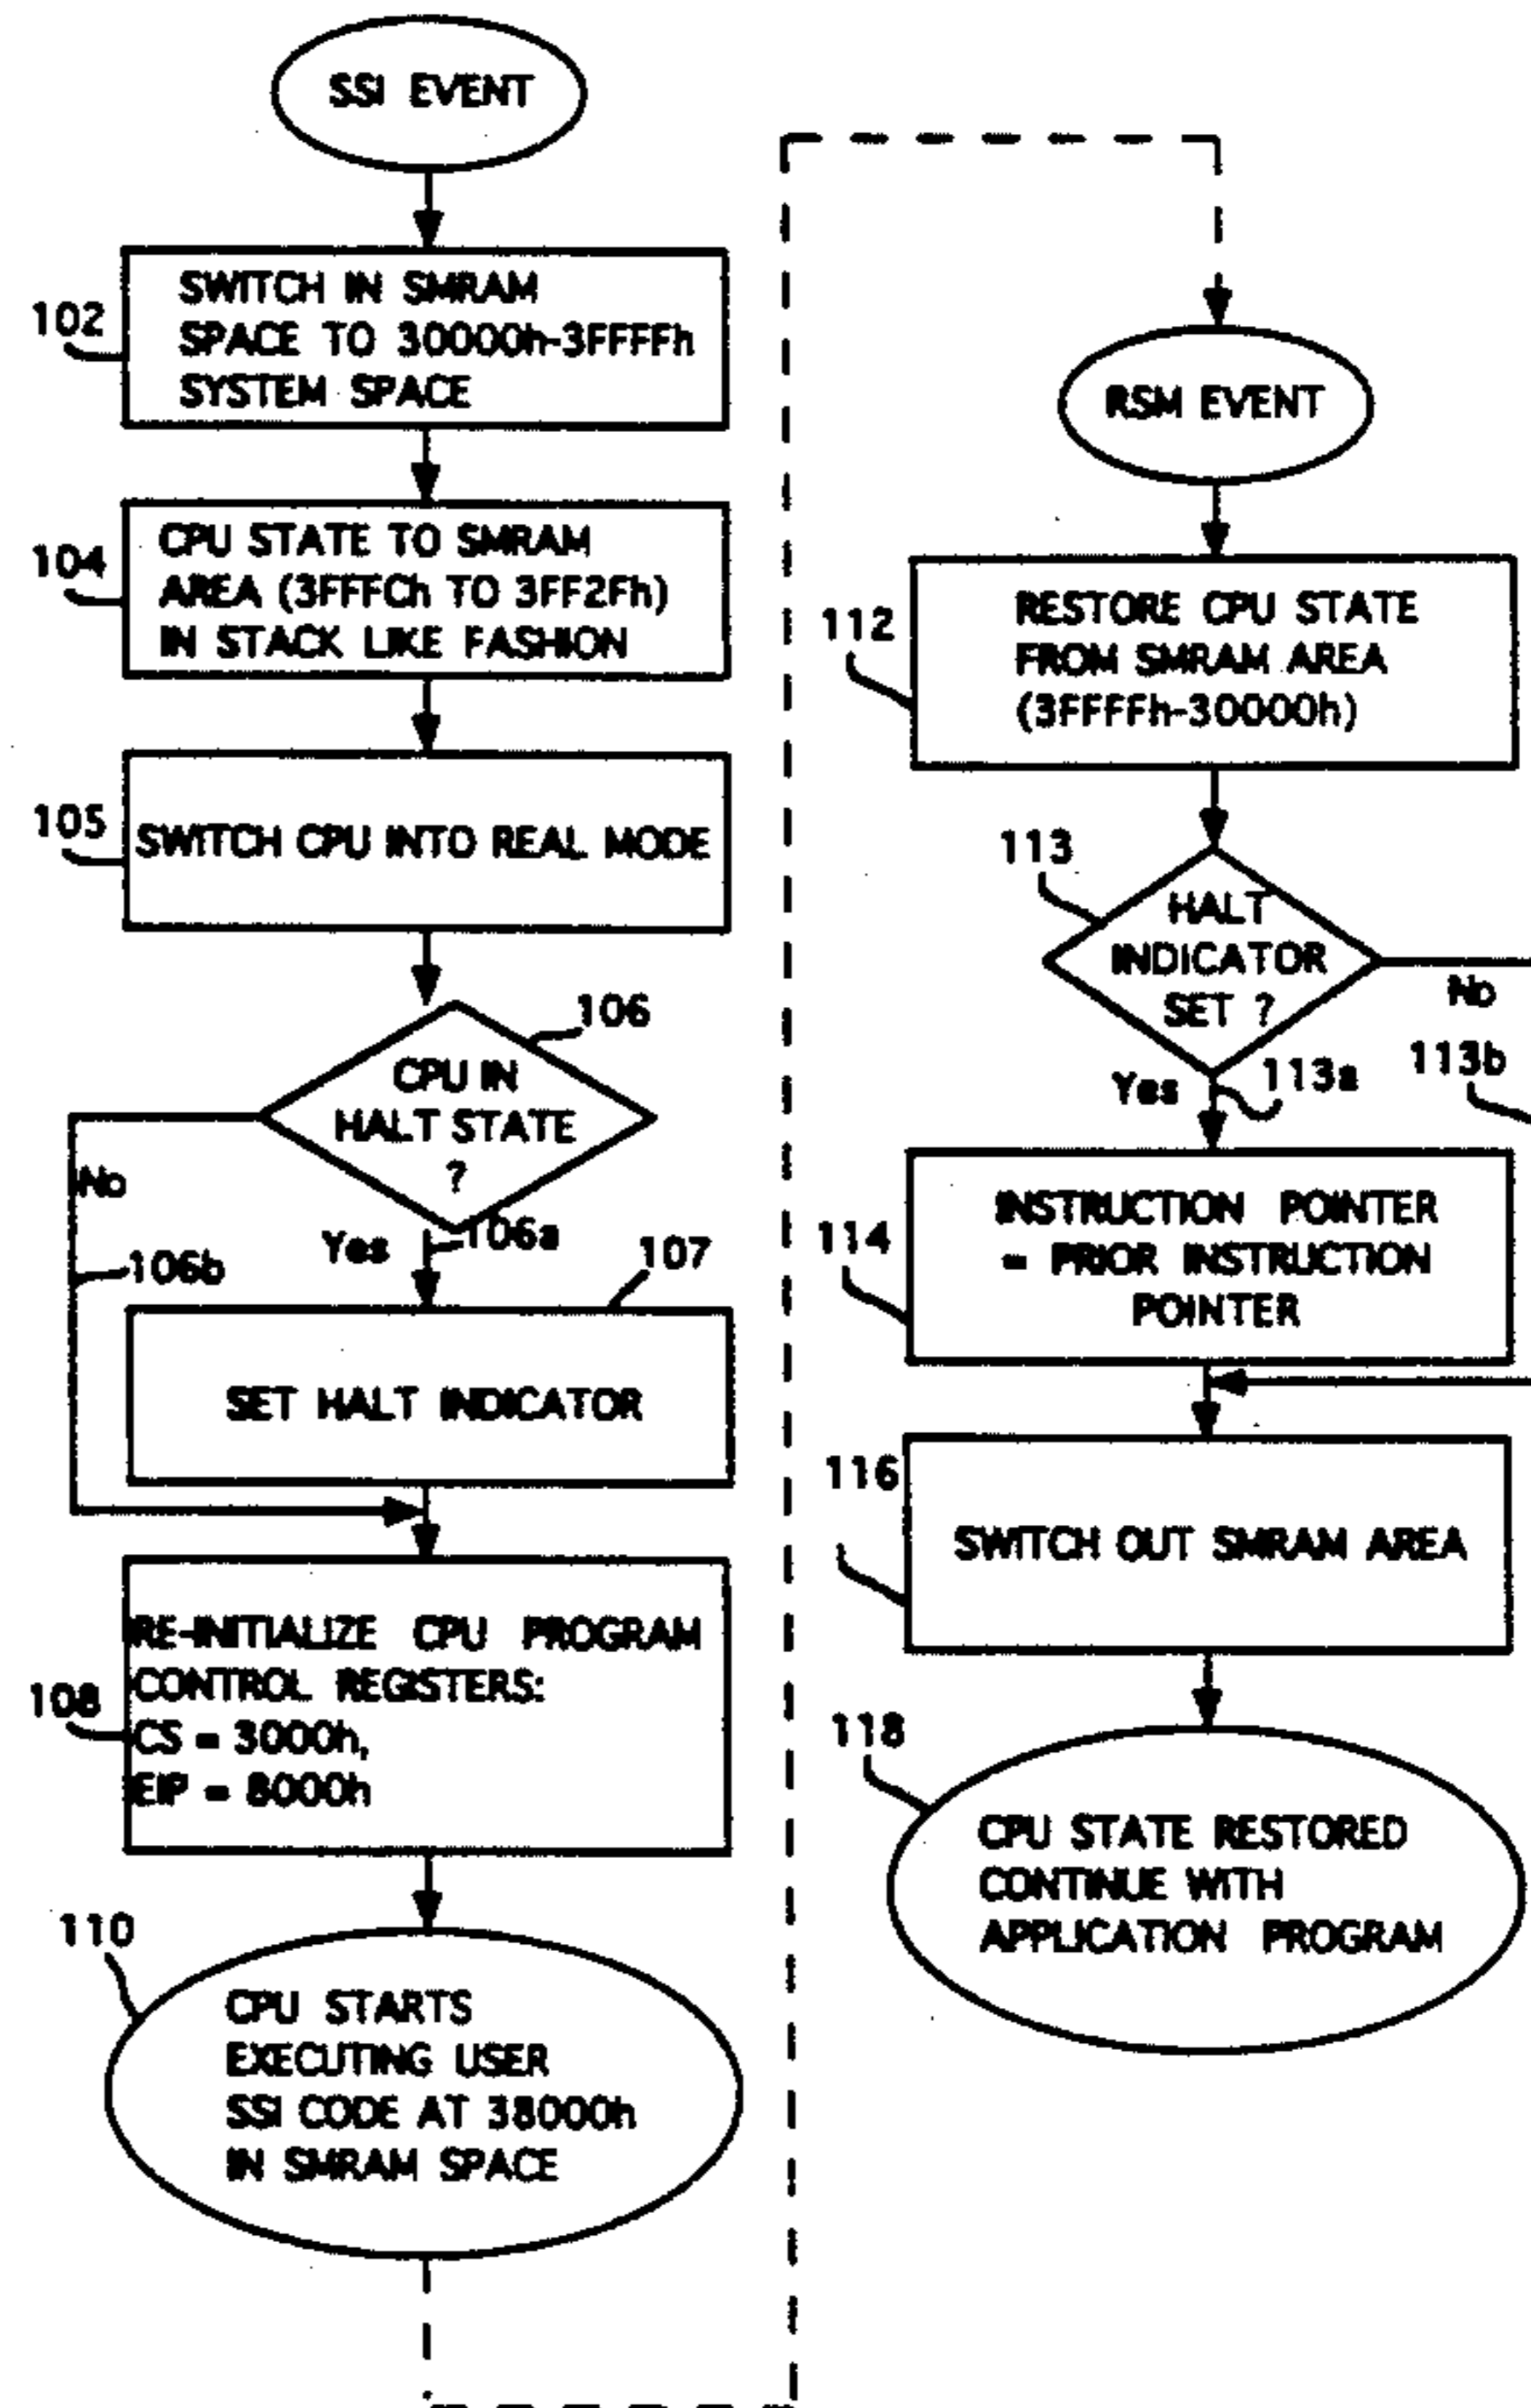 SSI EVENT
102
SWITCH IN SMRAM
SPACE TO 30000h-3FFFFh
SYSTEM SPACE
104
CPU STATE TO SMRAM
AREA (3FFFCh TO 3FF2Fh)
IN STACK LIKE FASHION
105
SWITCH CPU INTO REAL MODE
106
CPU IN
HALT STATE
?
No
Yes
106a
106b
107
SET HALT INDICATOR
108
RE-INITIALIZE CPU PROGRAM
CONTROL REGISTERS:
CS = 3000h,
EIP = 8000h
110
CPU STARTS
EXECUTING USER
SSI CODE AT 38000h
IN SMRAM SPACE
RSM EVENT
112
RESTORE CPU STATE
FROM SMRAM AREA
(3FFFFh-30000h)
113
HALT
INDICATOR
SET ?
No
Yes
113a
113b
114
INSTRUCTION POINTER
= PRIOR INSTRUCTION
POINTER
116
SWITCH OUT SMRAM AREA
118
CPU STATE RESTORED
CONTINUE WITH
APPLICATION PROGRAM